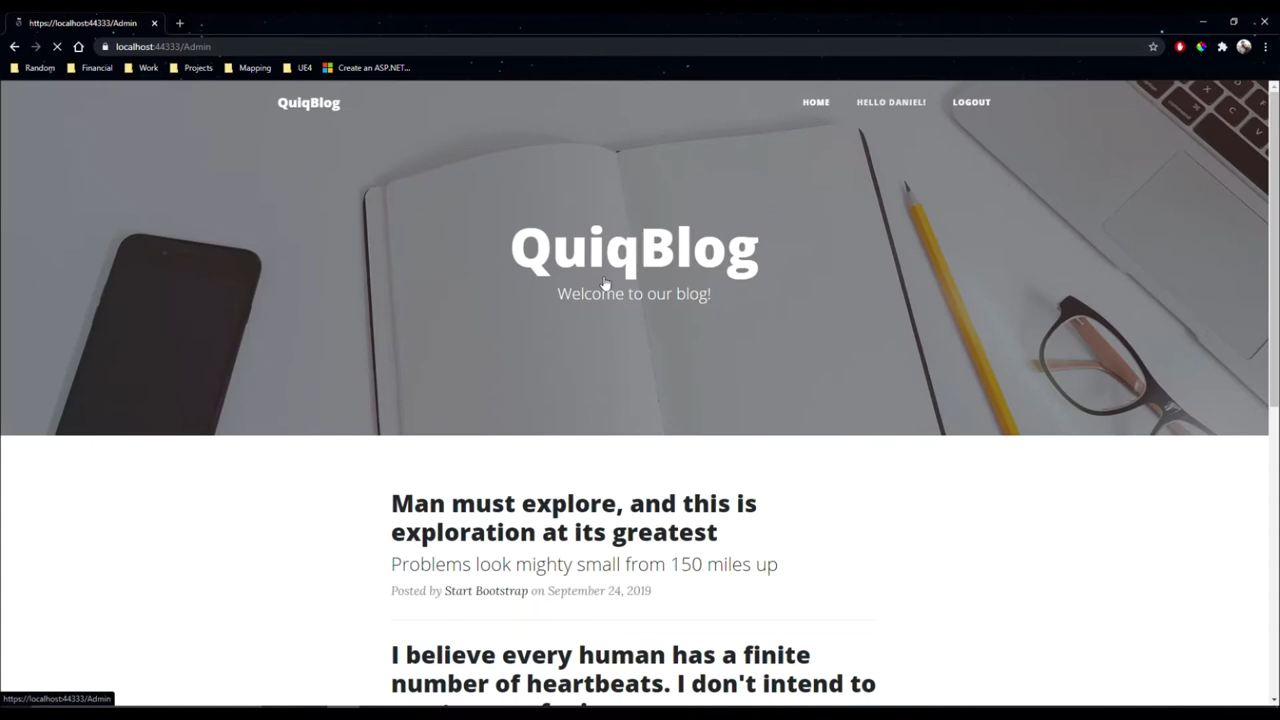 https://localhost:44333/Admin
localhost:44333/Admin
Random Financial Work Projects Mapping UE4 Create an ASP.NET...
QuiqBlog HOME HELLO DANIEL! LOGOUT
QuiqBlog
Welcome to our blog!
Man must explore, and this is
exploration at its greatest
Problems look mighty small from 150 miles up
Posted by Start Bootstrap on September 24, 2019
I believe every human has a finite
number of heartbeats. I don't intend to
https://localhost:44333/Admin